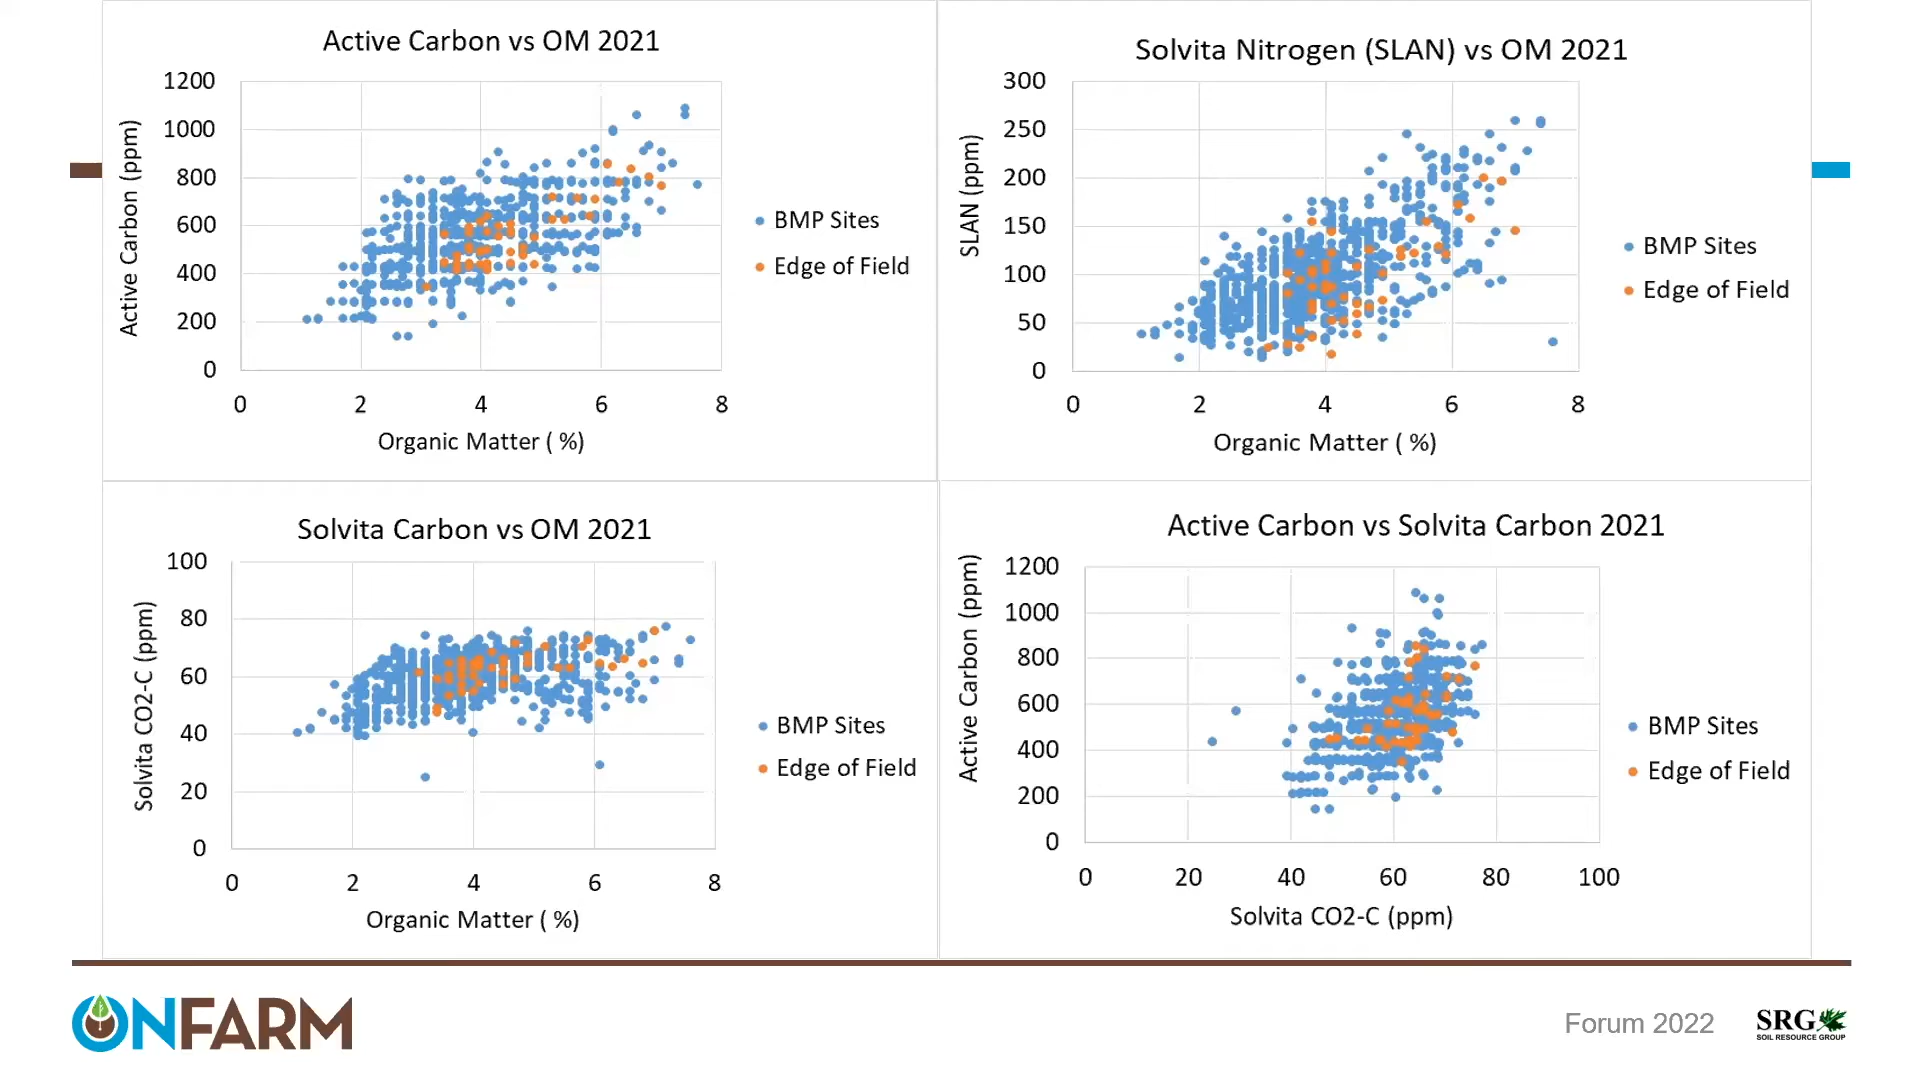 Active Carbon vs OM 2021
1200
1000
800
600
400
200
0
Active Carbon (ppm)
0 2 4 6 8
Organic Matter ( %)
BMP Sites
Edge of Field
Solvita Nitrogen (SLAN) vs OM 2021
300
250
200
150
100
50
0
SLAN (ppm)
0 2 4 6 8
Organic Matter ( %)
BMP Sites
Edge of Field
Solvita Carbon vs OM 2021
100
80
60
40
20
0
Solvita CO2-C (ppm)
0 2 4 6 8
Organic Matter ( %)
BMP Sites
Edge of Field
Active Carbon vs Solvita Carbon 2021
1200
1000
800
600
400
200
0
Active Carbon (ppm)
0 20 40 60 80 100
Solvita CO2-C (ppm)
BMP Sites
Edge of Field
ONFARM
Forum 2022
SRG
SOIL RESOURCE GROUP